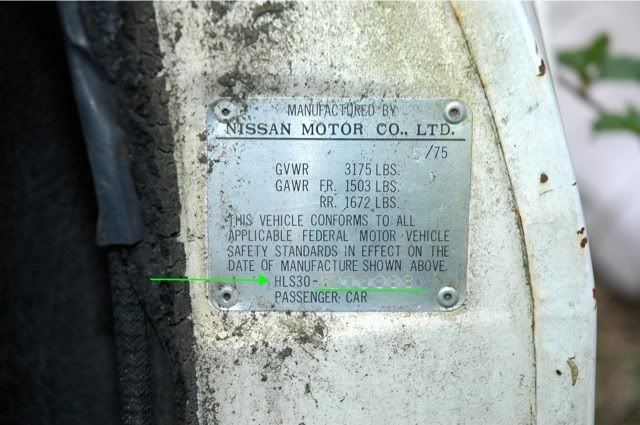 MANUFACTURED BY
NISSAN MOTOR CO., LTD.
5/75
GVWR 3175 LBS.
GAWR FR. 1503 LBS.
RR. 1672 LBS.
THIS VEHICLE CONFORMS TO ALL
APPLICABLE FEDERAL MOTOR VEHICLE
SAFETY STANDARDS IN EFFECT ON THE
DATE OF MANUFACTURE SHOWN ABOVE.
HLS30-
PASSENGER CAR